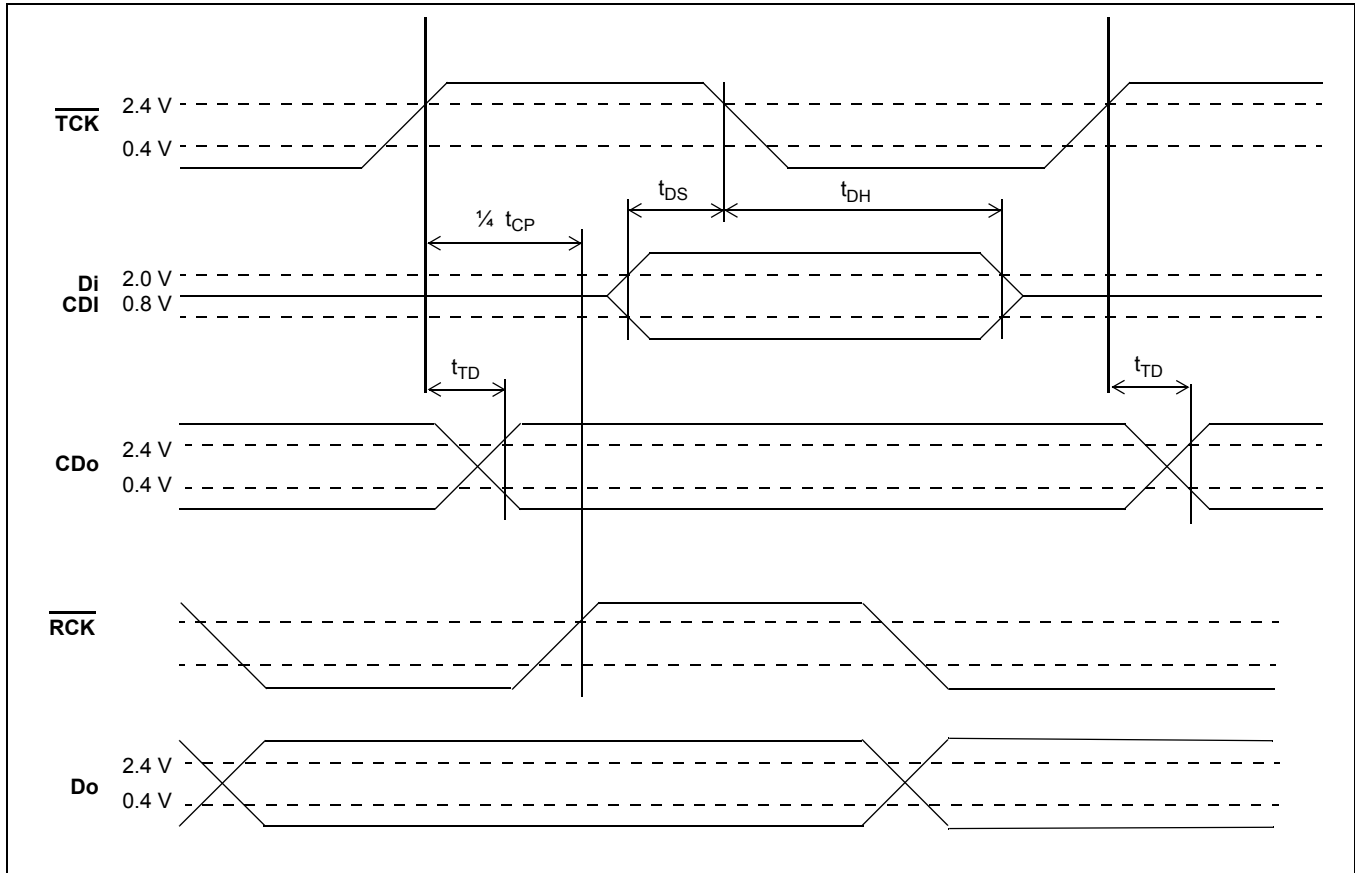 TCK 2.4 V
0.4 V
tDS tDH
¼ tCP
Di 2.0 V
CDI 0.8 V
tTD tTD
CDo 2.4 V
0.4 V
RCK
Do 2.4 V
0.4 V